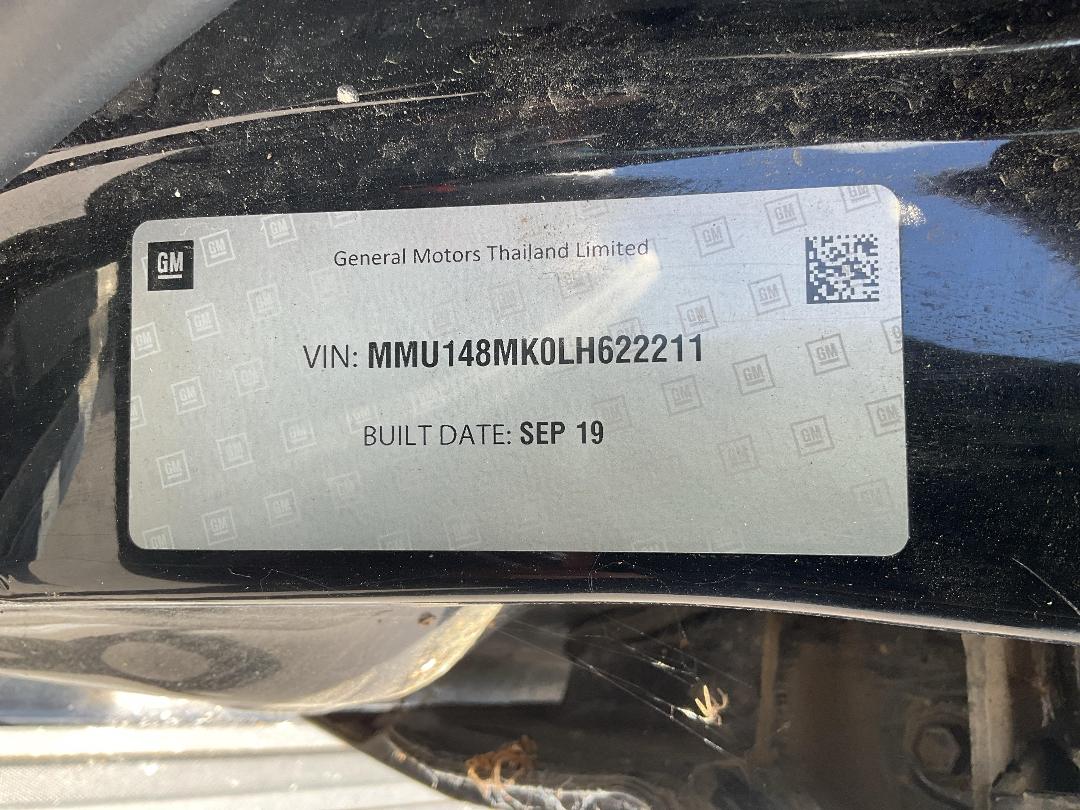 GM
General Motors Thailand Limited
VIN: MMU148MK0LH622211
BUILT DATE: SEP 19